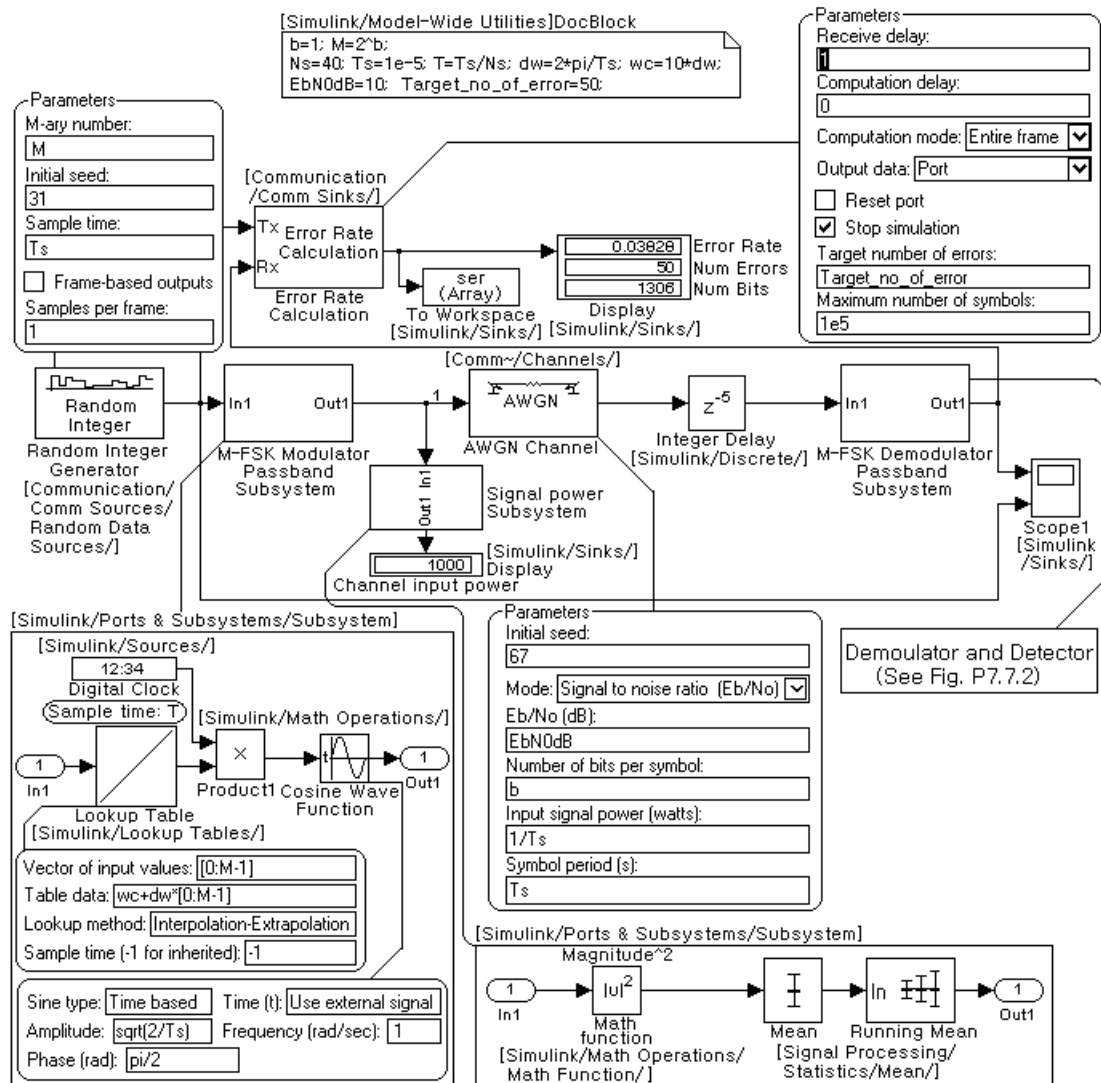 [Simulink/Model-Wide Utilities]DocBlock
b=1; M=2^b;
Ns=40; Ts=1e-5; T=Ts/Ns; dw=2*pi/Ts; wc=10*dw;
EbN0dB=10; Target_no_of_error=50;
Parameters
Receive delay:
1
Computation delay:
0
Computation mode: Entire frame
Output data: Port
Reset port
Stop simulation
Target number of errors:
Target_no_of_error
Maximum number of symbols:
1e5
Parameters
M-ary number:
M
Initial seed:
31
Sample time:
Ts
Frame-based outputs
Samples per frame:
1
[Communication
/Comm Sinks/]
Tx
Rx
Error Rate
Calculation
Error Rate
Calculation
ser
(Array)
To Workspace
[Simulink/Sinks/]
0.03828
50
1306
Error Rate
Num Errors
Num Bits
Display
[Simulink/Sinks/]
Random
Integer
Random Integer
Generator
[Communication/
Comm Sources/
Random Data
Sources/]
In1
Out1
M-FSK Modulator
Passband
Subsystem
1
[Comm~/Channels/]
AWGN
AWGN Channel
z^-5
Integer Delay
[Simulink/Discrete/]
In1
Out1
M-FSK Demodulator
Passband
Subsystem
Scope1
[Simulink
/Sinks/]
Out1 In1
Signal power
Subsystem
1000
[Simulink/Sinks/]
Display
Channel input power
[Simulink/Ports & Subsystems/Subsystem]
[Simulink/Sources/]
12:34
Digital Clock
Sample time: T
[Simulink/Math Operations/]
1
In1
Lookup Table
[Simulink/Lookup Tables/]
×
Product1
t
Cosine Wave
Function
1
Out1
Vector of input values: [0:M-1]
Table data: wc+dw*[0:M-1]
Lookup method: Interpolation-Extrapolation
Sample time (-1 for inherited): -1
Sine type: Time based
Time (t): Use external signal
Amplitude: sqrt(2/Ts)
Frequency (rad/sec): 1
Phase (rad): pi/2
Parameters
Initial seed:
67
Mode: Signal to noise ratio (Eb/No)
Eb/No (dB):
EbN0dB
Number of bits per symbol:
b
Input signal power (watts):
1/Ts
Symbol period (s):
Ts
Demoulator and Detector
(See Fig. P7.7.2)
[Simulink/Ports & Subsystems/Subsystem]
Magnitude^2
1
In1
|u|^2
Math
function
[Simulink/Math Operations/
Math Function/]
Mean
In
Running Mean
[Signal Processing/
Statistics/Mean/]
1
Out1